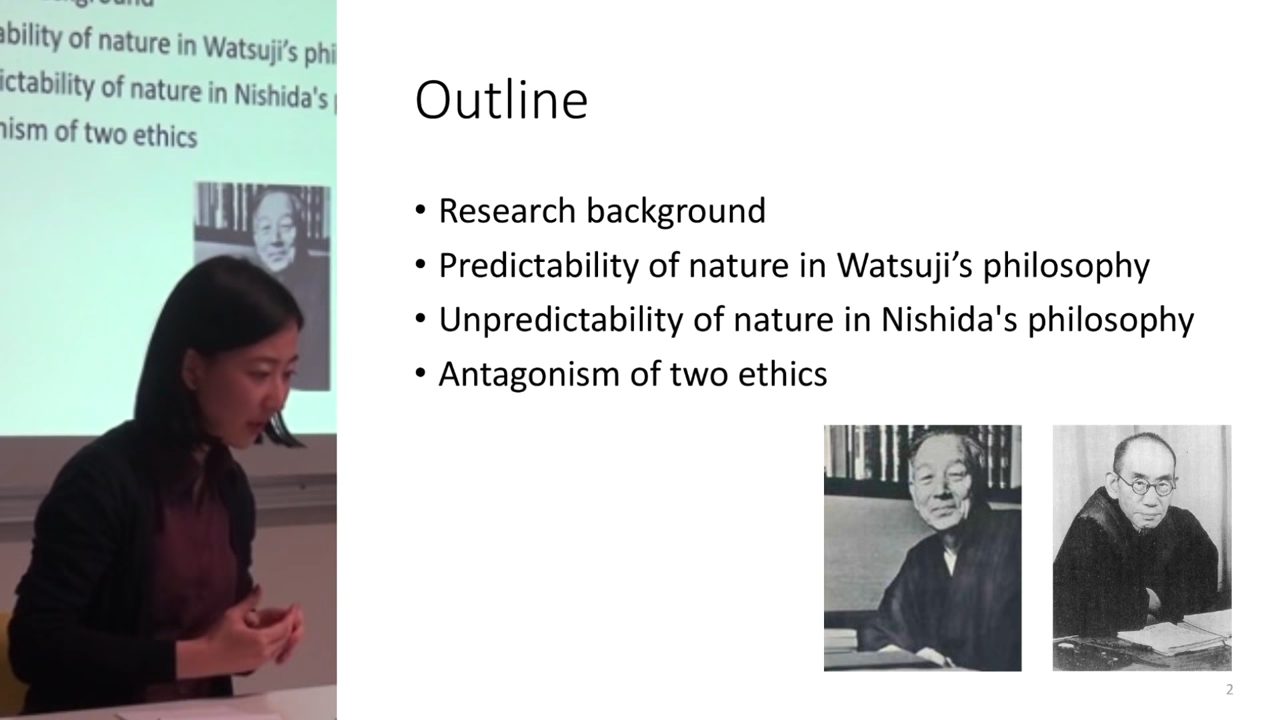 ability of nature in Watsuji's phi
ictability of nature in Nishida's
nism of two ethics
Outline
• Research background
• Predictability of nature in Watsuji’s philosophy
• Unpredictability of nature in Nishida's philosophy
• Antagonism of two ethics
2